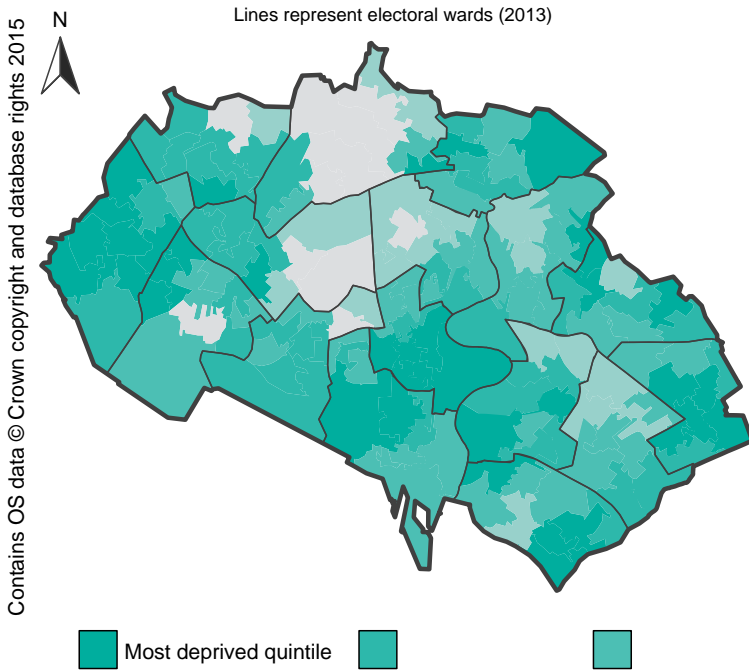 Lines represent electoral wards (2013)
N
Contains OS data © Crown copyright and database rights 2015
Most deprived quintile